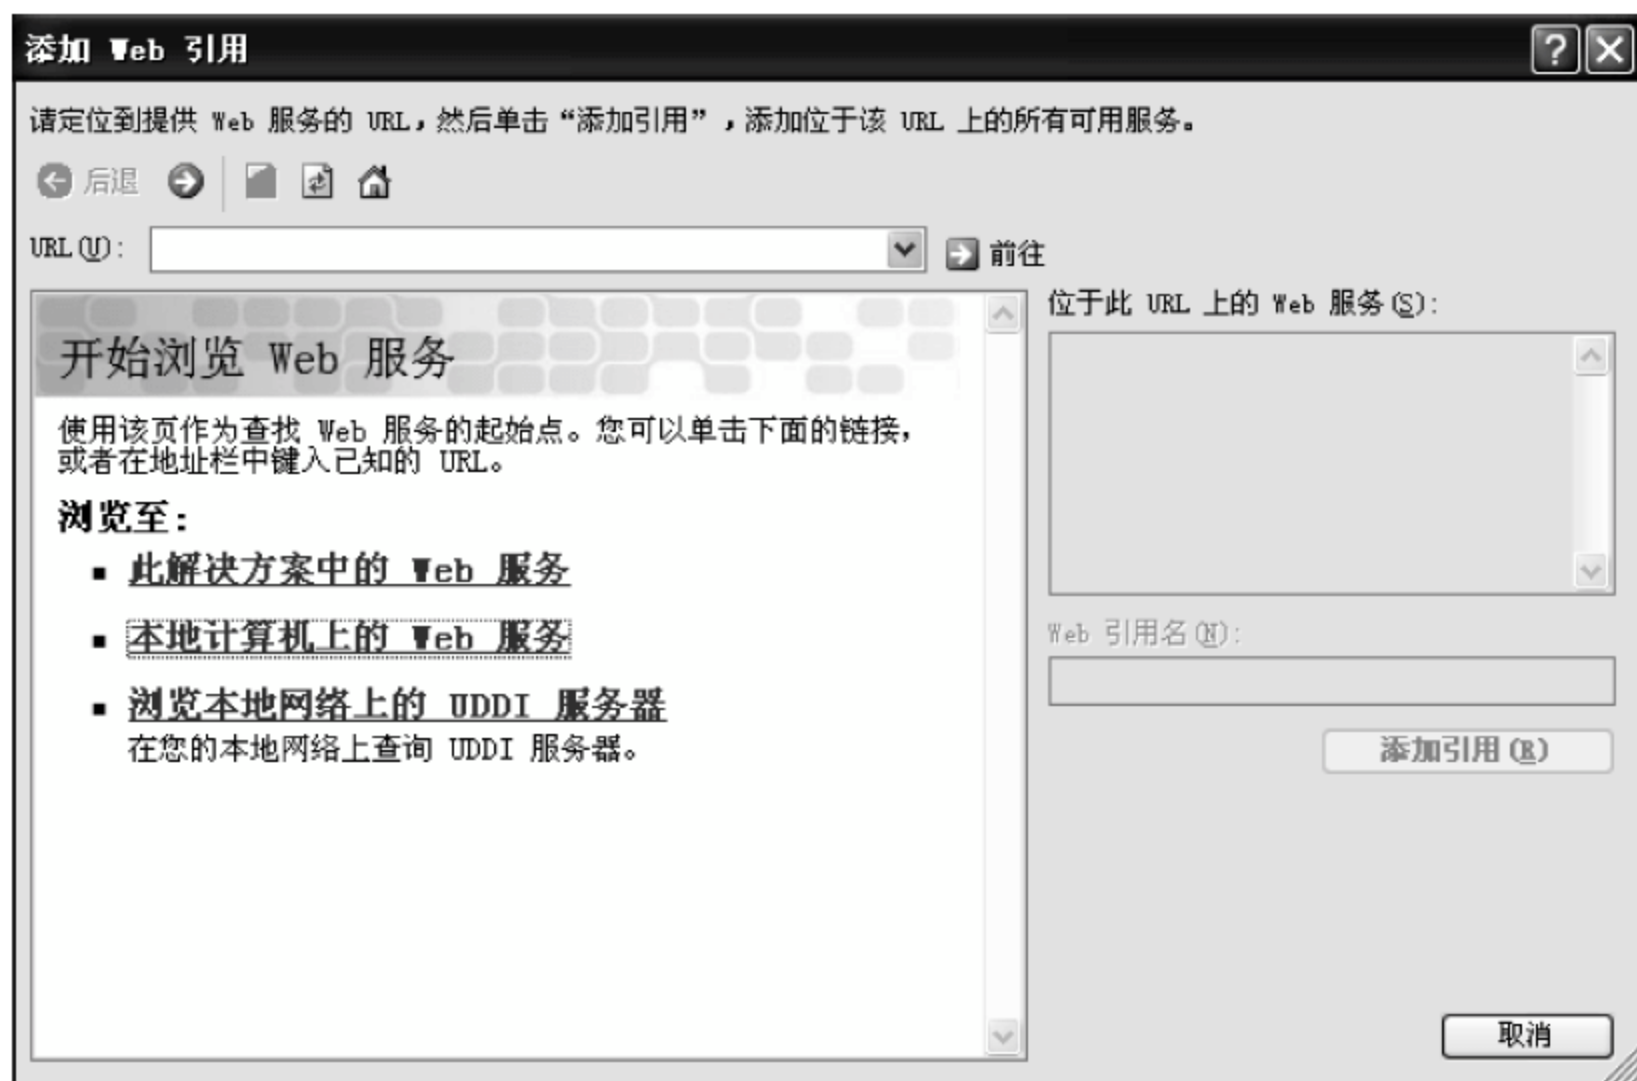 添加 Web 引用
请定位到提供 Web 服务的 URL，然后单击“添加引用”，添加位于该 URL 上的所有可用服务。
后退
URL(U):
前往
开始浏览 Web 服务
使用该页作为查找 Web 服务的起始点。您可以单击下面的链接，
或者在地址栏中键入已知的 URL。
浏览至:
▪ 此解决方案中的 Web 服务
▪ 本地计算机上的 Web 服务
▪ 浏览本地网络上的 UDDI 服务器
在您的本地网络上查询 UDDI 服务器。
位于此 URL 上的 Web 服务(S):
Web 引用名(N):
添加引用(R)
取消